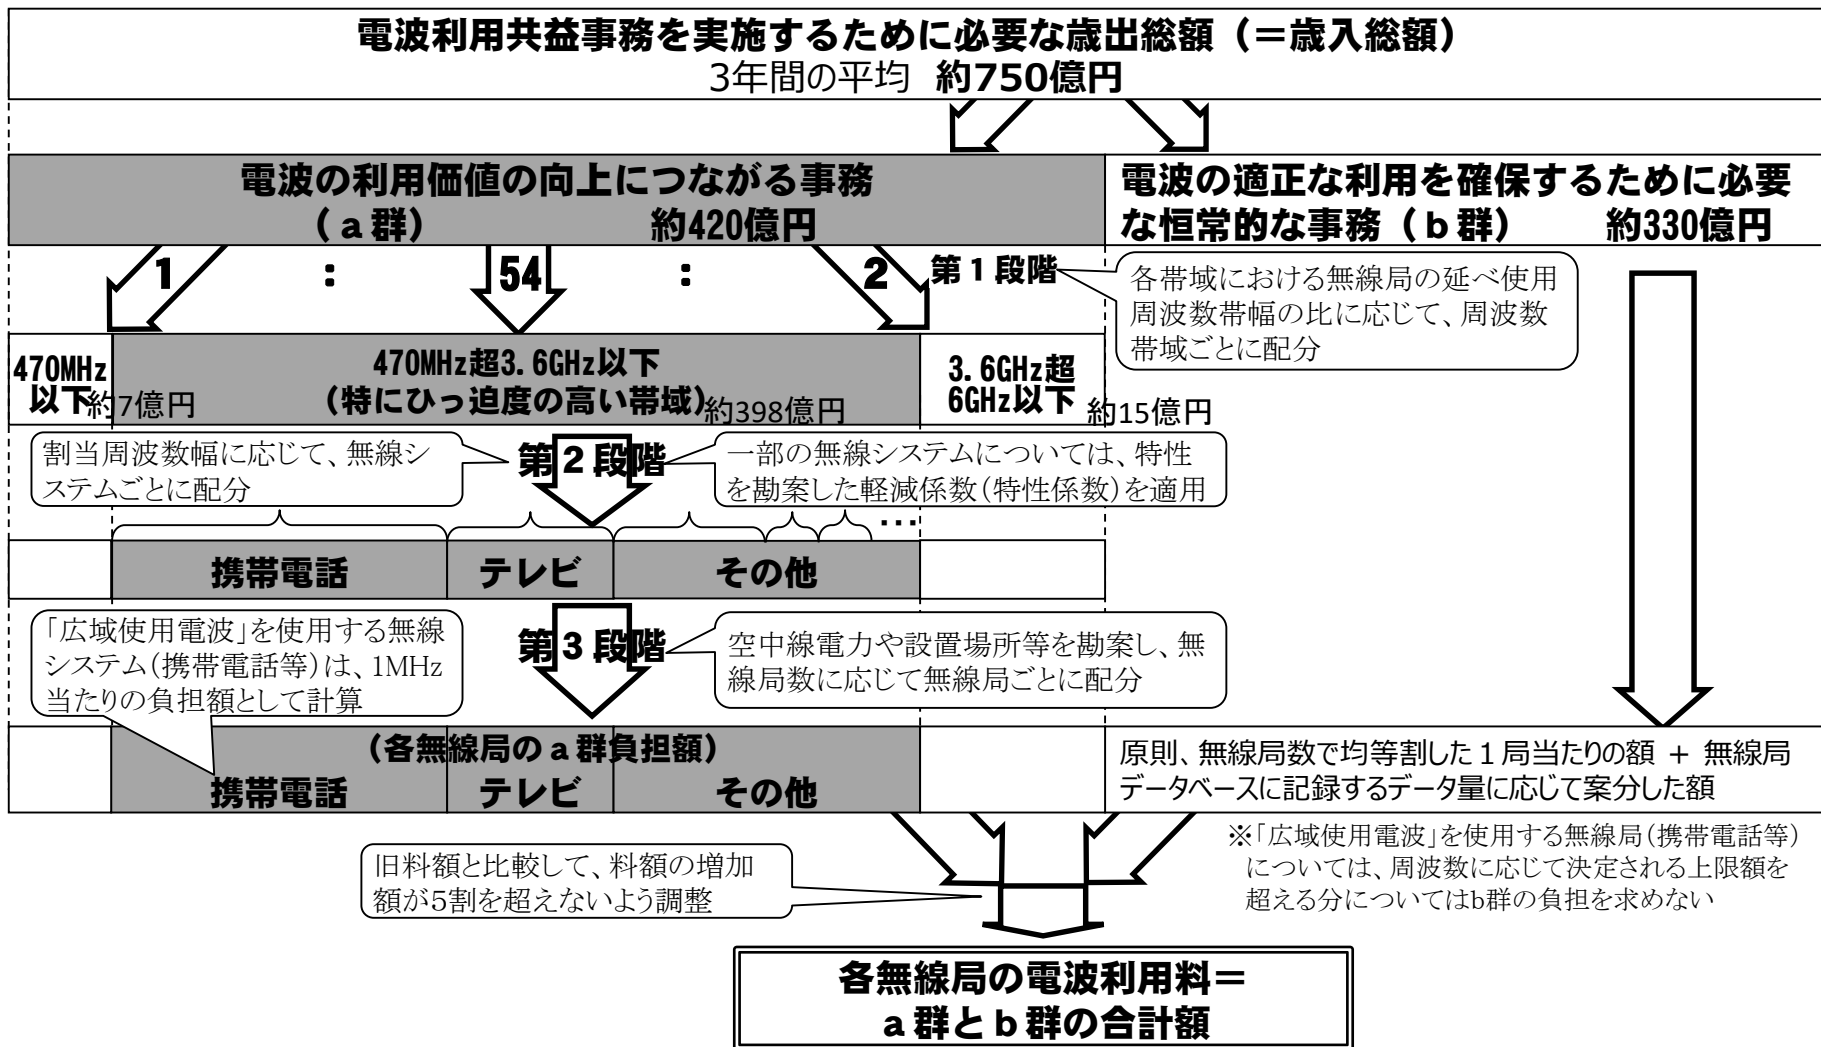 電波利用共益事務を実施するために必要な歳出総額（＝歳入総額）
3年間の平均　約750億円
電波の利用価値の向上につながる事務
（ａ群）　約420億円
電波の適正な利用を確保するために必要
な恒常的な事務（ｂ群）　約330億円
1　：　54　：　2
第１段階
各帯域における無線局の延べ使用
周波数帯幅の比に応じて、周波数
帯域ごとに配分
470MHz
以下
約7億円
470MHz超3.6GHz以下
（特にひっ迫度の高い帯域）
約398億円
3.6GHz超
6GHz以下
約15億円
割当周波数幅に応じて、無線シ
ステムごとに配分
第２段階
一部の無線システムについては、特性
を勘案した軽減係数（特性係数）を適用
…
携帯電話　テレビ　その他
「広域使用電波」を使用する無線
システム（携帯電話等）は、1MHz
当たりの負担額として計算
第３段階
空中線電力や設置場所等を勘案し、無
線局数に応じて無線局ごとに配分
（各無線局のａ群負担額）
携帯電話　テレビ　その他
原則、無線局数で均等割した１局当たりの額 ＋ 無線局
データベースに記録するデータ量に応じて案分した額
※「広域使用電波」を使用する無線局（携帯電話等）
については、周波数に応じて決定される上限額を
超える分についてはb群の負担を求めない
旧料額と比較して、料額の増加
額が5割を超えないよう調整
各無線局の電波利用料＝
ａ群とｂ群の合計額